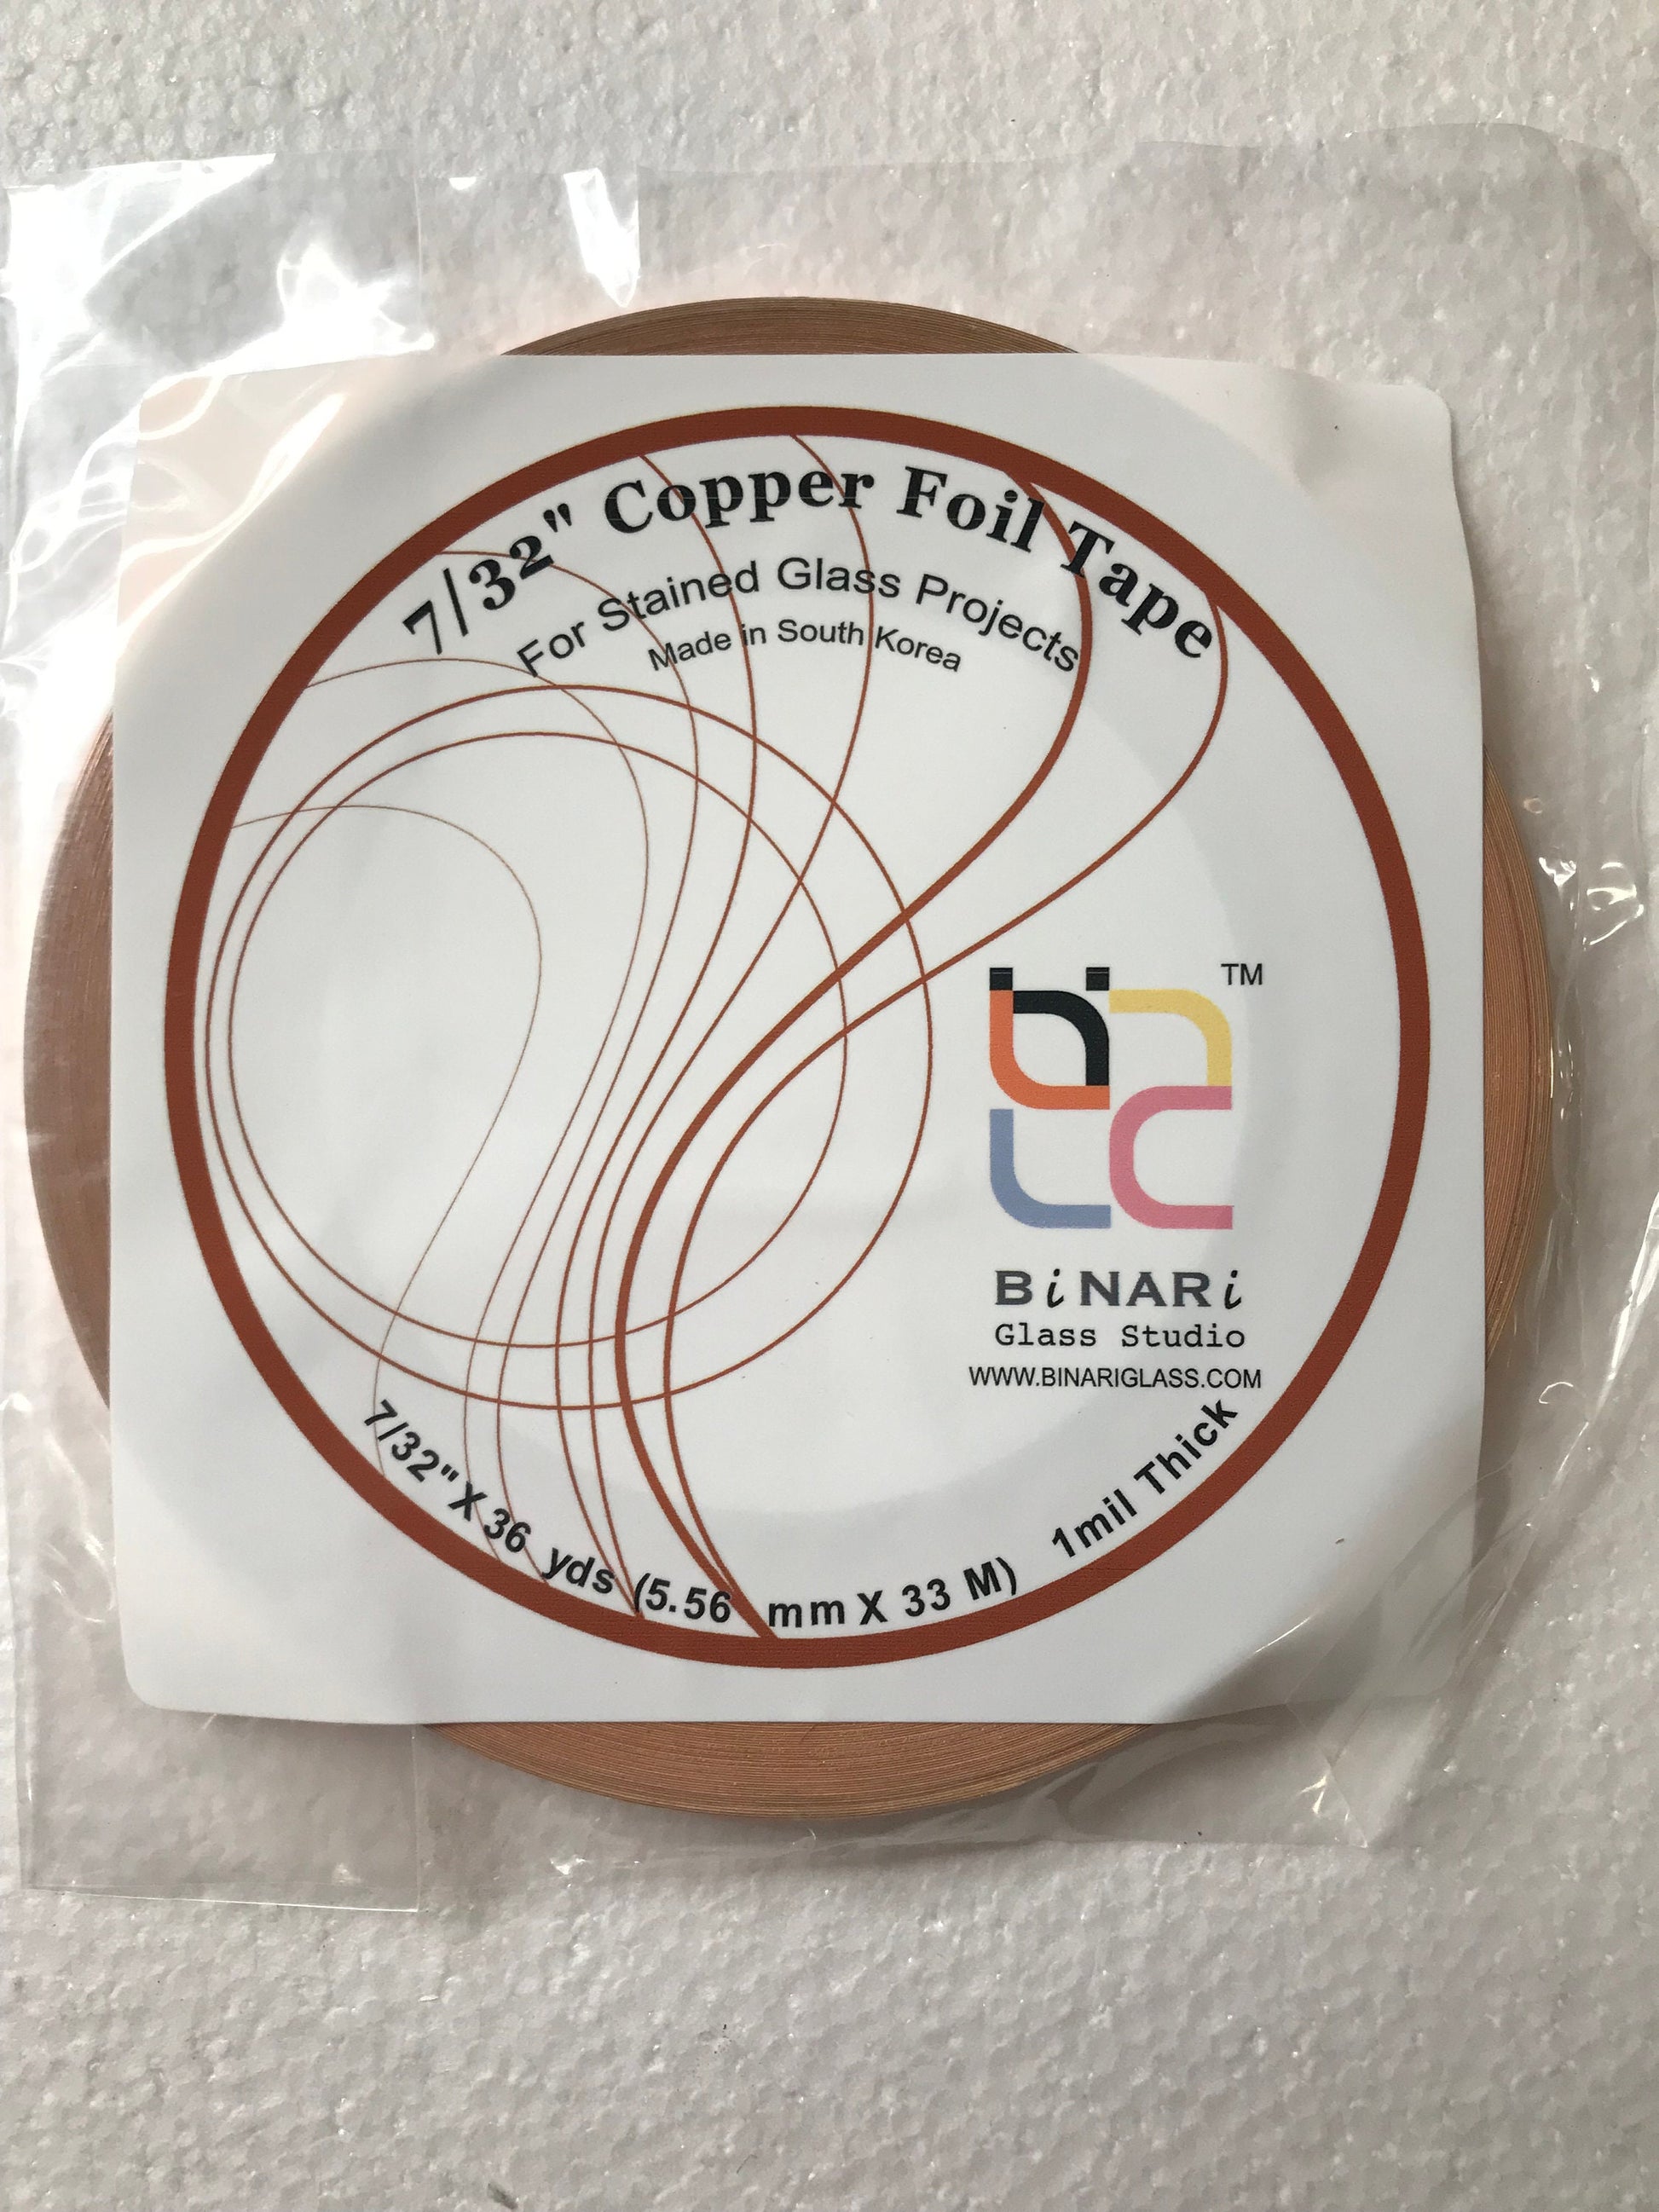 7/32" Copper Foil Tape
For Stained Glass Projects
Made in South Korea
TM
BiNARi
Glass Studio
WWW.BINARIGLASS.COM
7/32" X 36 yds (5.56 mm X 33 M) 1mil Thick